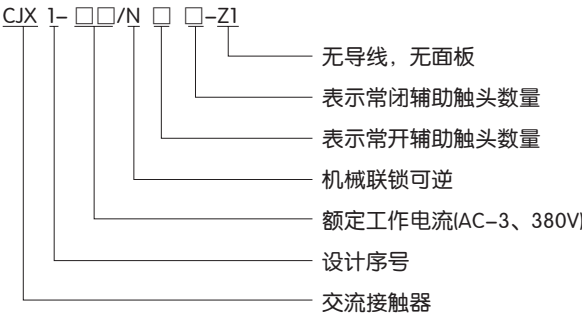 CJX 1- □□/N □ □-Z1
无导线，无面板
表示常闭辅助触头数量
表示常开辅助触头数量
机械联锁可逆
额定工作电流(AC-3、380V)
设计序号
交流接触器